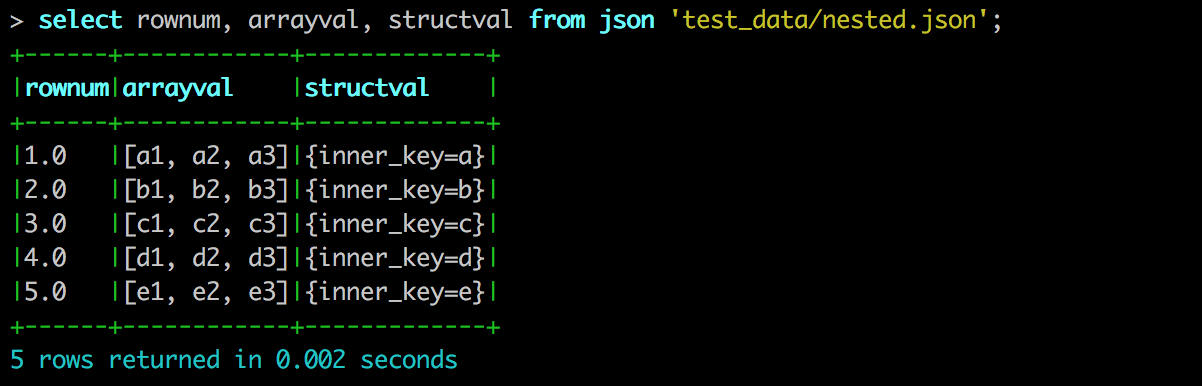 > select rownum, arrayval, structval from json 'test_data/nested.json';
+------+------------+-------------+
|rownum|arrayval    |structval    |
+------+------------+-------------+
|1.0   |[a1, a2, a3]|{inner_key=a}|
|2.0   |[b1, b2, b3]|{inner_key=b}|
|3.0   |[c1, c2, c3]|{inner_key=c}|
|4.0   |[d1, d2, d3]|{inner_key=d}|
|5.0   |[e1, e2, e3]|{inner_key=e}|
+------+------------+-------------+
5 rows returned in 0.002 seconds